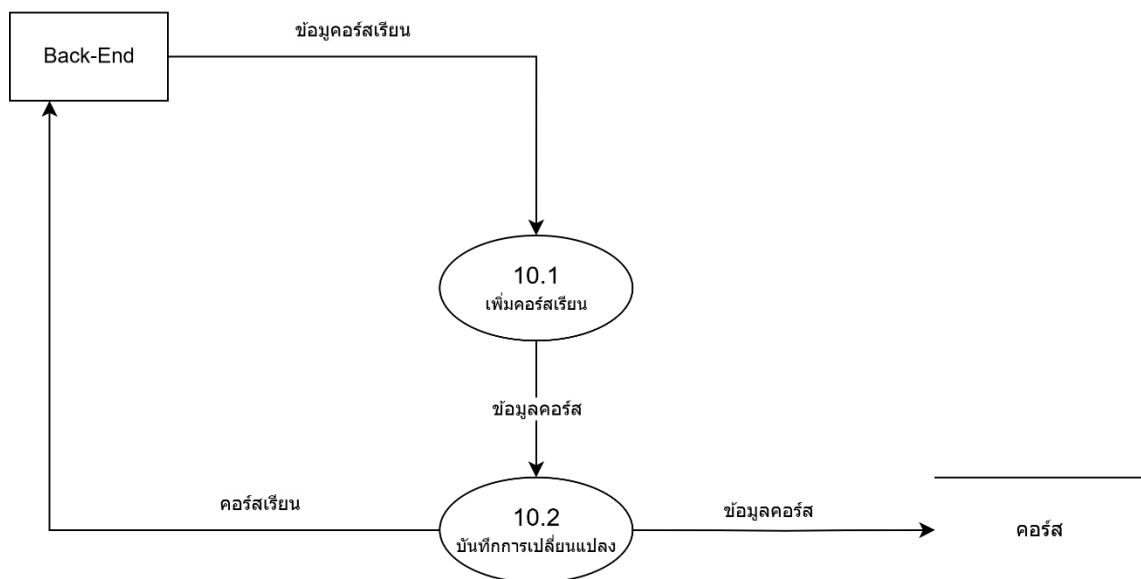 ข้อมูคอร์สเรียน
Back-End
10.1
เพิ่มคอร์สเรียน
ข้อมูลคอร์ส
คอร์สเรียน
10.2
บันทึกการเปลี่ยนแปลง
ข้อมูลคอร์ส
คอร์ส